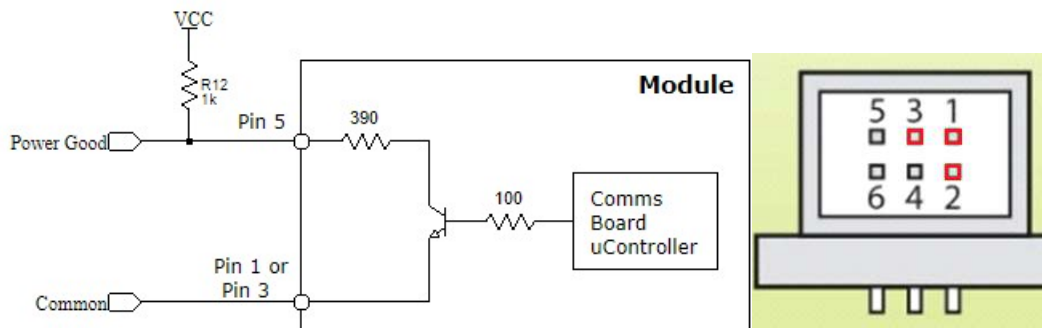 VCC
R12
1k
Power Good
Pin 5
390
Module
100
Comms
Board
uController
Pin 1 or
Pin 3
Common
5 3 1
6 4 2